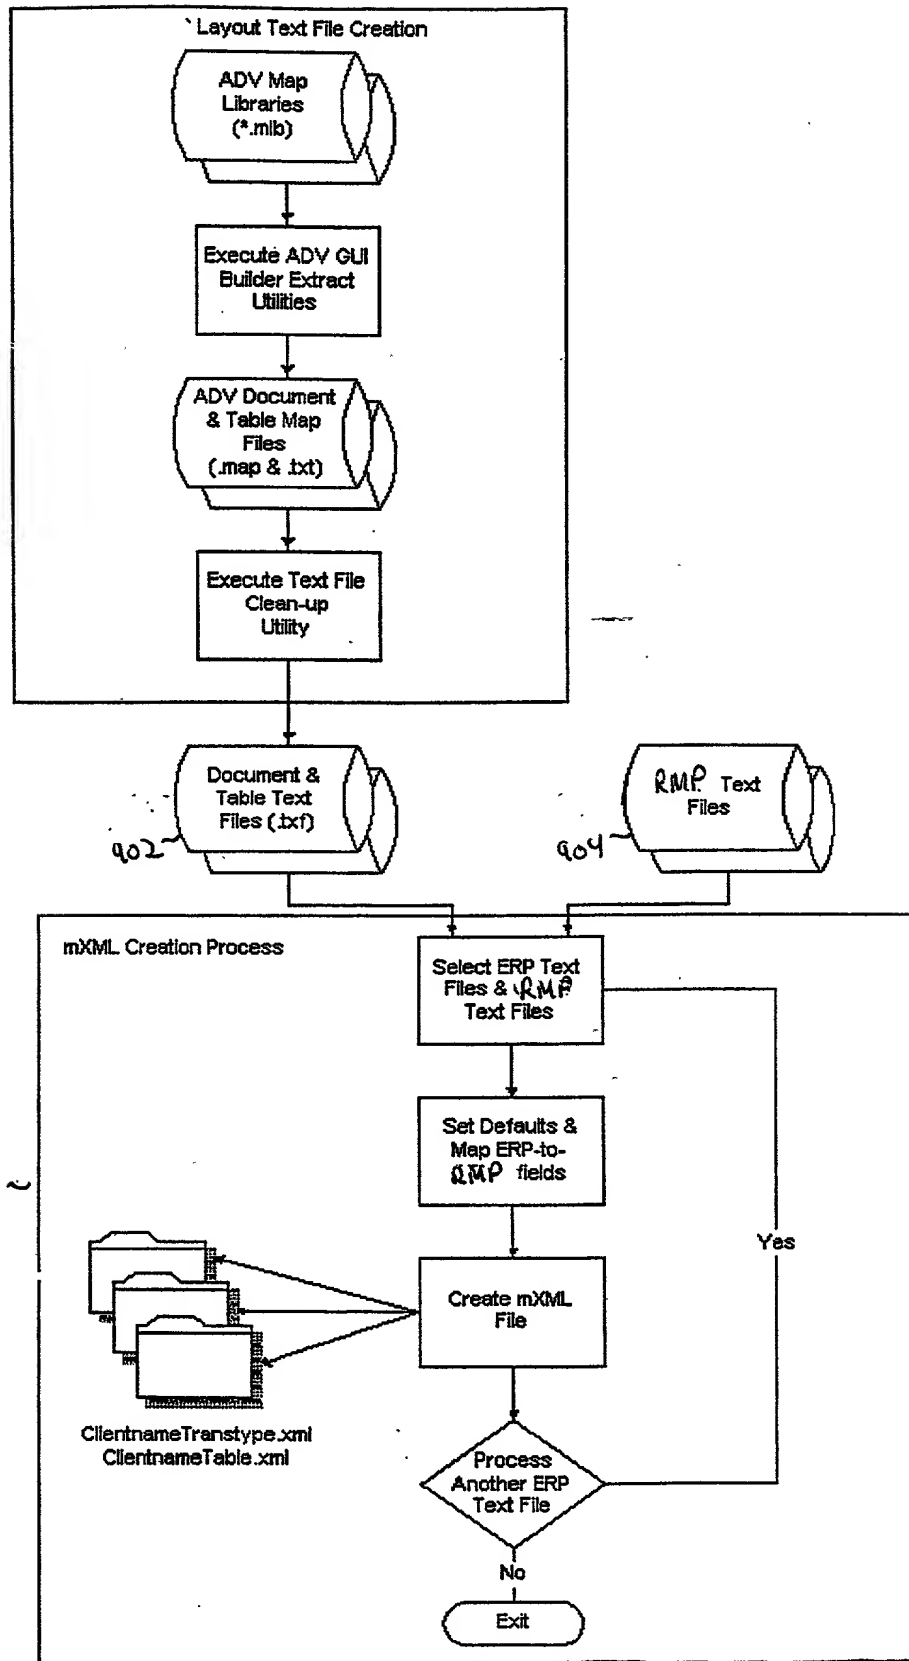 Layout Text File Creation
ADV Map
Libraries
(*.mlb)
Execute ADV GUI
Builder Extract
Utilities
ADV Document
& Table Map
Files
(.map & .txt)
Execute Text File
Clean-up
Utility
Document &
Table Text
Files (.txf)
902
RMP Text
Files
904
mXML Creation Process
Select ERP Text
Files & RMP
Text Files
Set Defaults &
Map ERP-to-
RMP fields
Yes
Create mXML
File
ClientnameTranstype.xml
ClientnameTable.xml
Process
Another ERP
Text File
No
Exit